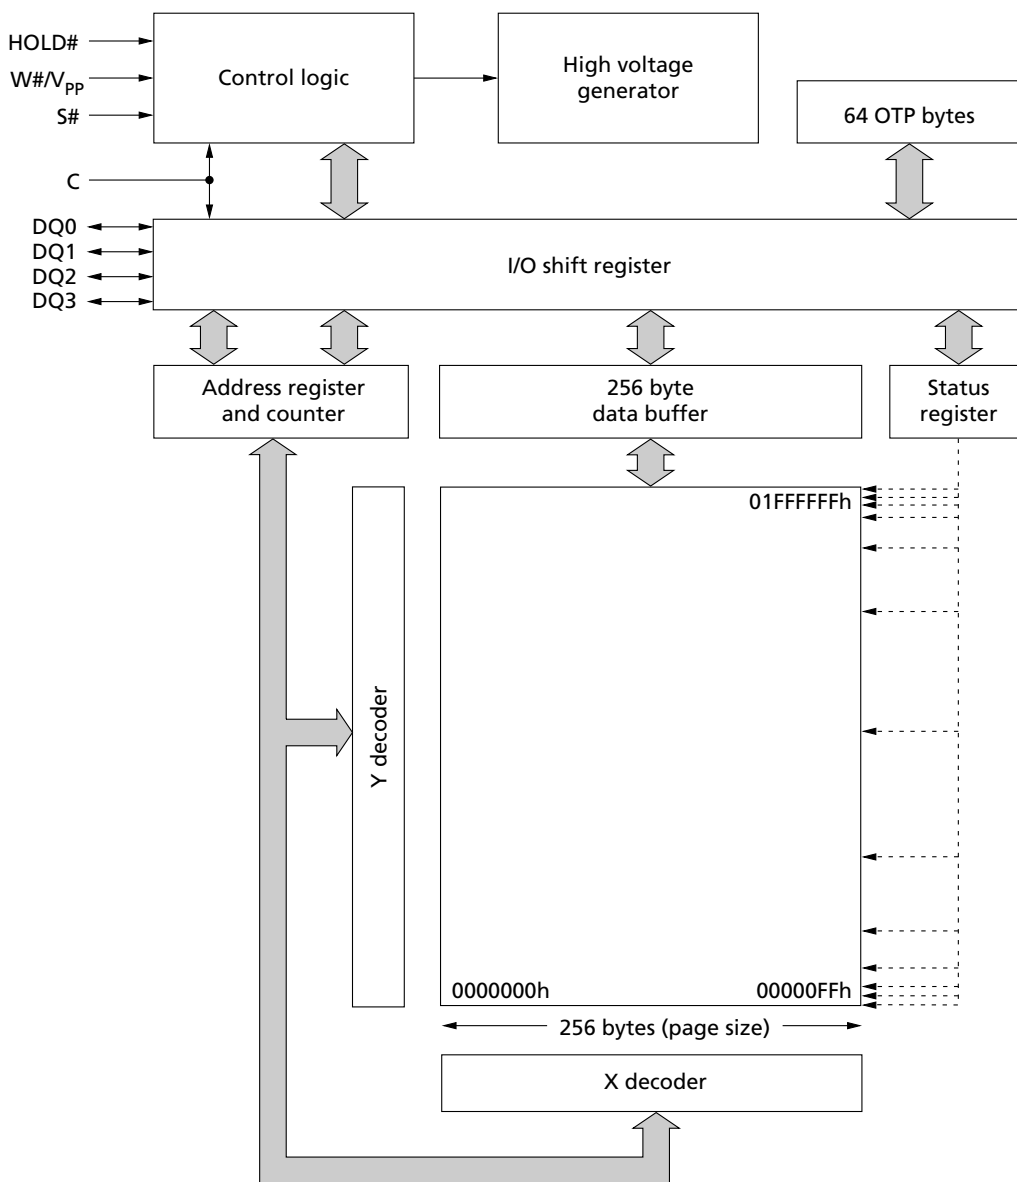 HOLD#
W#/VPP
S#
Control logic
High voltage
generator
64 OTP bytes
C
DQ0
DQ1
DQ2
DQ3
I/O shift register
Address register
and counter
256 byte
data buffer
Status
register
01FFFFFFh
Y decoder
0000000h
00000FFh
256 bytes (page size)
X decoder